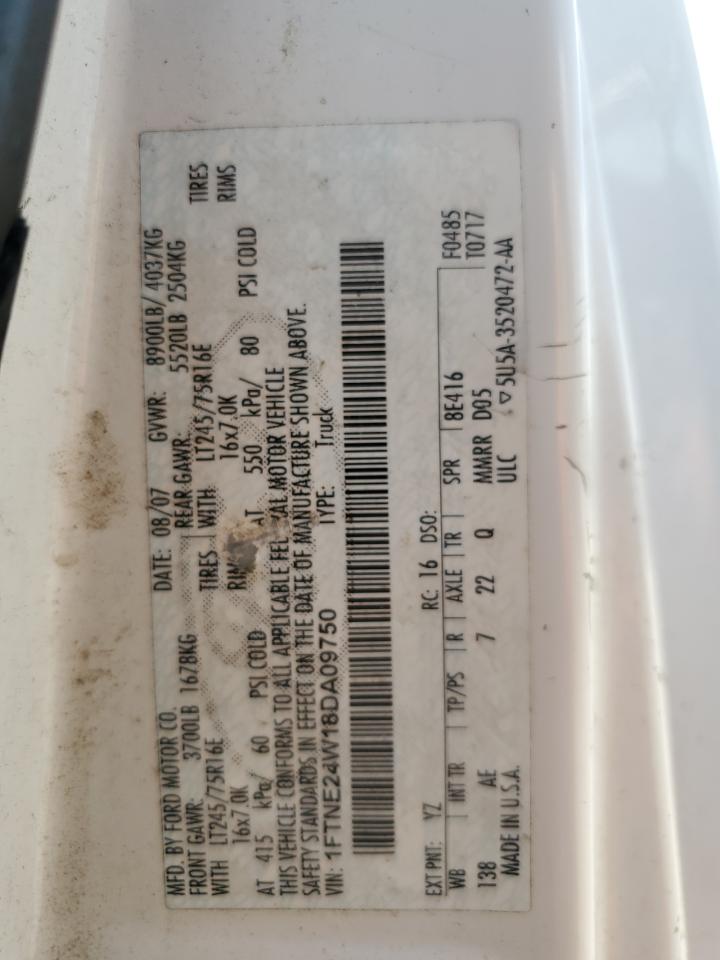 MFD. BY FORD MOTOR CO. DATE: 08/07 GVWR: 8900LB/ 4037KG
FRONT GAWR: 3700LB 1678KG REAR GAWR: 5520LB 2504KG
WITH LT245/75R16E TIRES WITH LT245/75R16E TIRES
16x7.0K 16x7.0K RIMS
AT 415 kPa/ 60 PSI COLD AT 550 kPa/ 80 PSI COLD
THIS VEHICLE CONFORMS TO ALL APPLICABLE MOTOR VEHICLE
SAFETY STANDARDS IN EFFECT ON THE DATE OF MANUFACTURE SHOWN ABOVE.
VIN: 1FTNE24W18DA09750 TYPE: Truck
EXT PNT: YZ RC: 16 DSO: F0485
WB INT TR TP/PS R AXLE TR SPR 8E416 T0717
138 AE 7 22 Q MMRR D05
MADE IN U.S.A. ULC ▽5U5A-3520472-AA